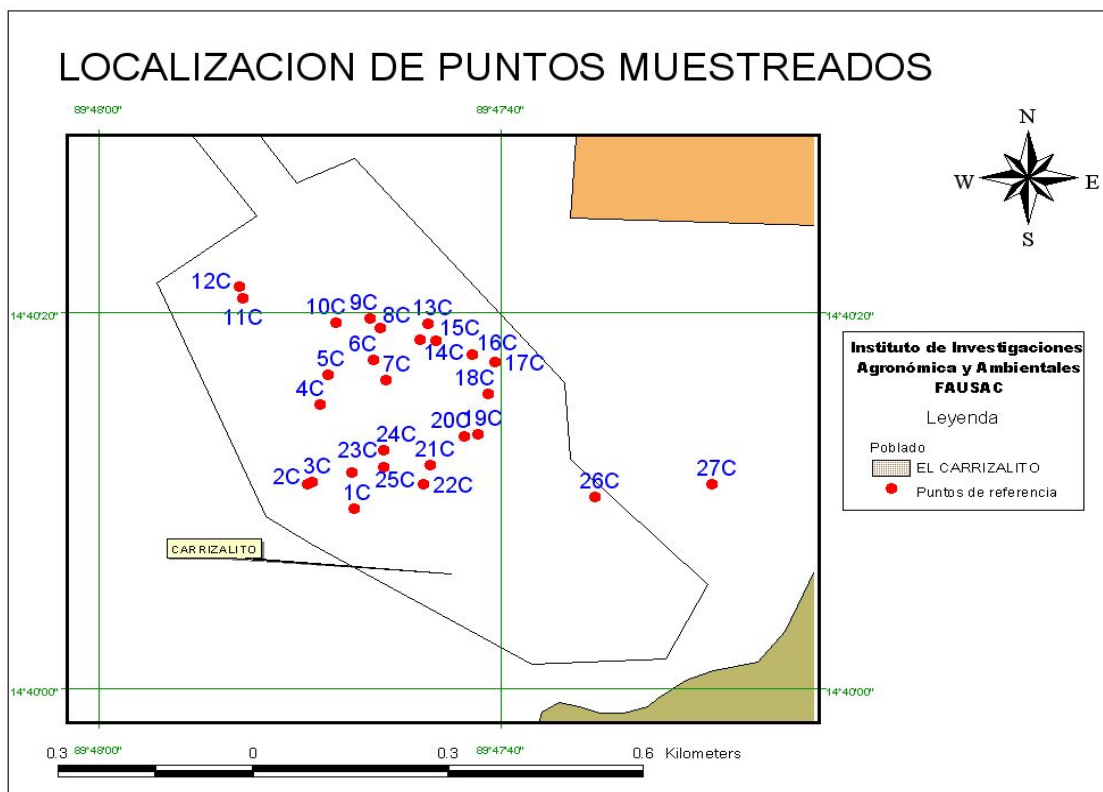 LOCALIZACION DE PUNTOS MUESTREADOS
89°48'00" 89°47'40"
N
W E
S
12C
11C
10C 9C 8C 13C
14°40'20" 14°40'20"
6C 15C
14C 16C
5C 7C 17C
4C 18C
20C 19C
24C
23C 21C
2C 3C 25C 22C
1C
26C 27C
CARRIZALITO
Instituto de Investigaciones
Agronómica y Ambientales
FAUSAC
Leyenda
Poblado
EL CARRIZALITO
Puntos de referencia
14°40'00" 14°40'00"
89°48'00" 89°47'40"
0.3 0 0.3 0.6 Kilometers